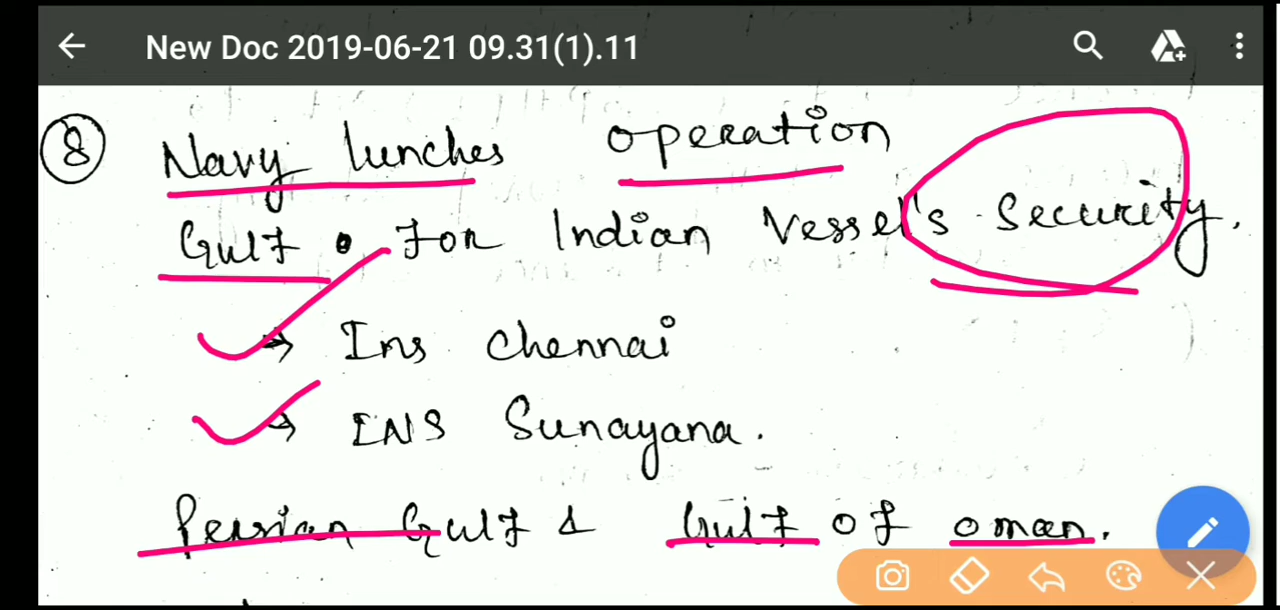 New Doc 2019-06-21 09.31(1).11
8 Navy lunches operation
Gulf. For Indian Vessel's Security.
→ Ins Chennai
→ INS Sunayana.
Persian Gulf & Gulf of oman.